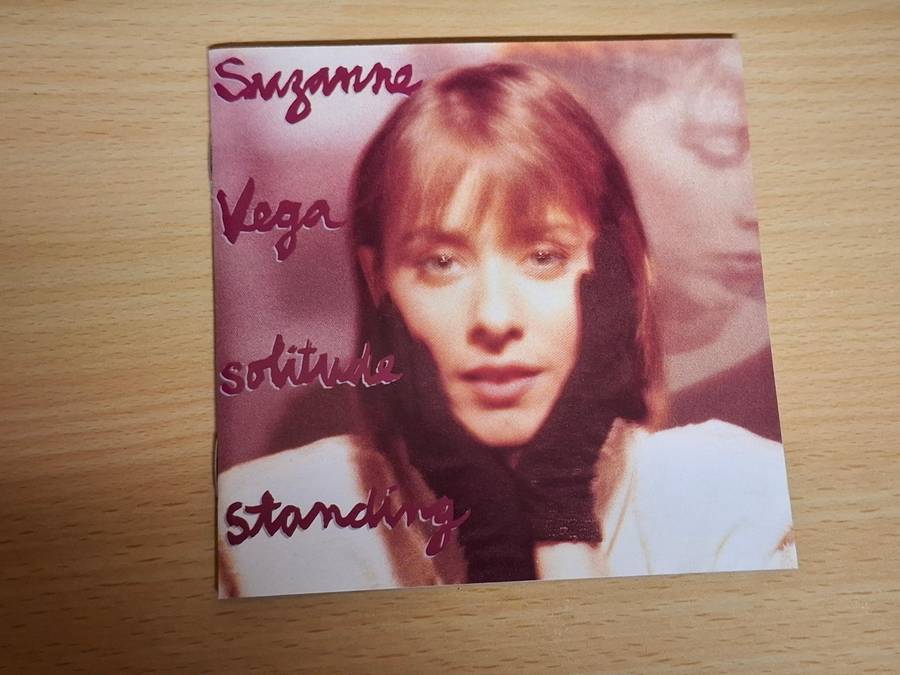 Suzanne
Vega
solitude
standing